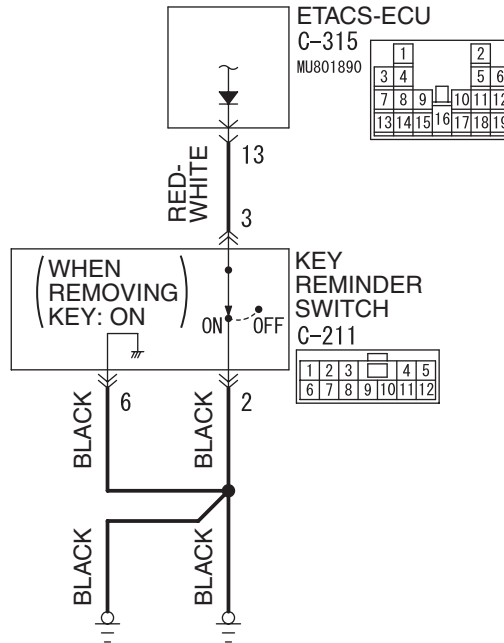 ETACS-ECU
C-315
MU801890
1 2
3 4 5 6
7 8 9 10 11 12
13 14 15 16 17 18 19
13
RED-
WHITE
3
(WHEN
REMOVING
KEY: ON)
ON OFF
KEY
REMINDER
SWITCH
C-211
1 2 3 4 5
6 7 8 9 10 11 12
6 2
BLACK BLACK
BLACK BLACK